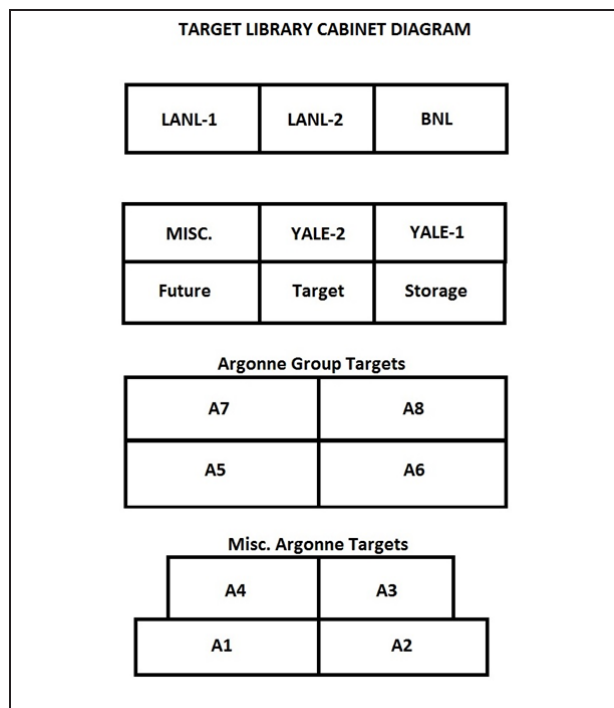 TARGET LIBRARY CABINET DIAGRAM
LANL-1 LANL-2 BNL
MISC. YALE-2 YALE-1
Future Target Storage
Argonne Group Targets
A7 A8
A5 A6
Misc. Argonne Targets
A4 A3
A1 A2